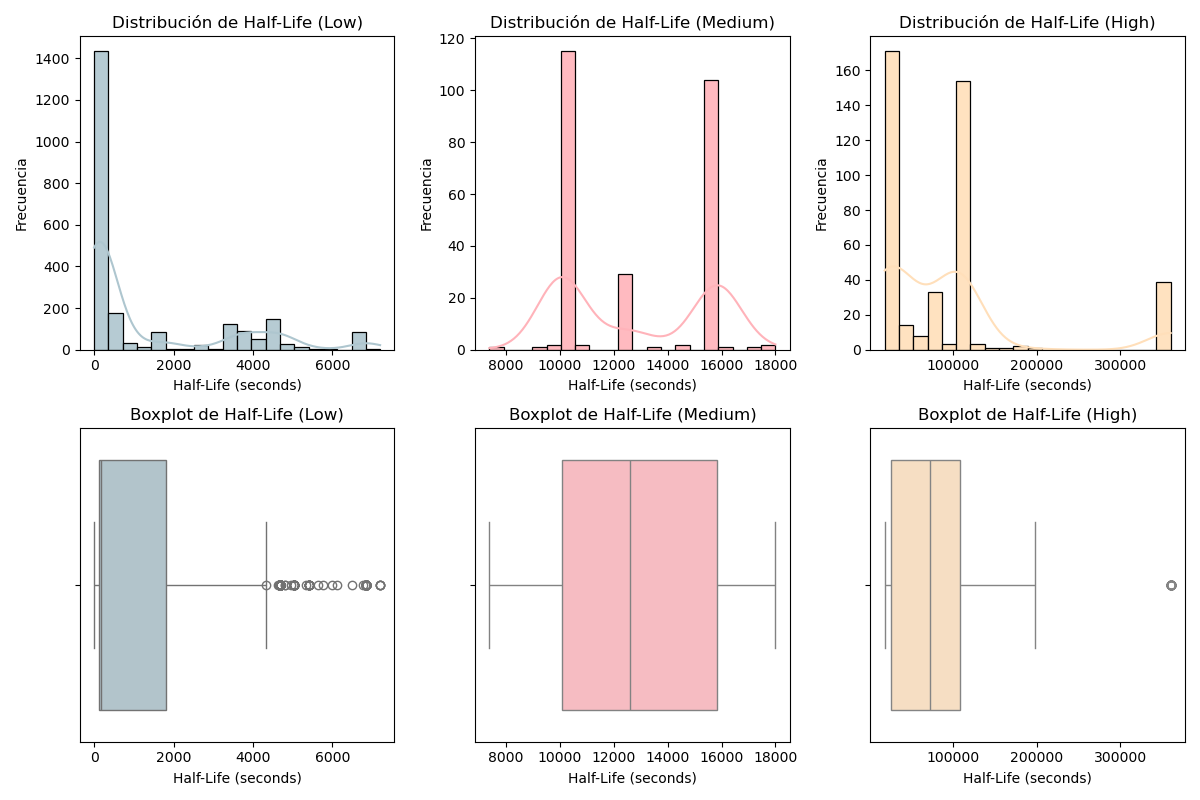 Distribución de Half-Life (Low)
Frecuencia
1400
1200
1000
800
600
400
200
0
0 2000 4000 6000
Half-Life (seconds)
Distribución de Half-Life (Medium)
Frecuencia
120
100
80
60
40
20
0
8000 10000 12000 14000 16000 18000
Half-Life (seconds)
Distribución de Half-Life (High)
Frecuencia
160
140
120
100
80
60
40
20
0
100000 200000 300000
Half-Life (seconds)
Boxplot de Half-Life (Low)
0 2000 4000 6000
Half-Life (seconds)
Boxplot de Half-Life (Medium)
8000 10000 12000 14000 16000 18000
Half-Life (seconds)
Boxplot de Half-Life (High)
100000 200000 300000
Half-Life (seconds)